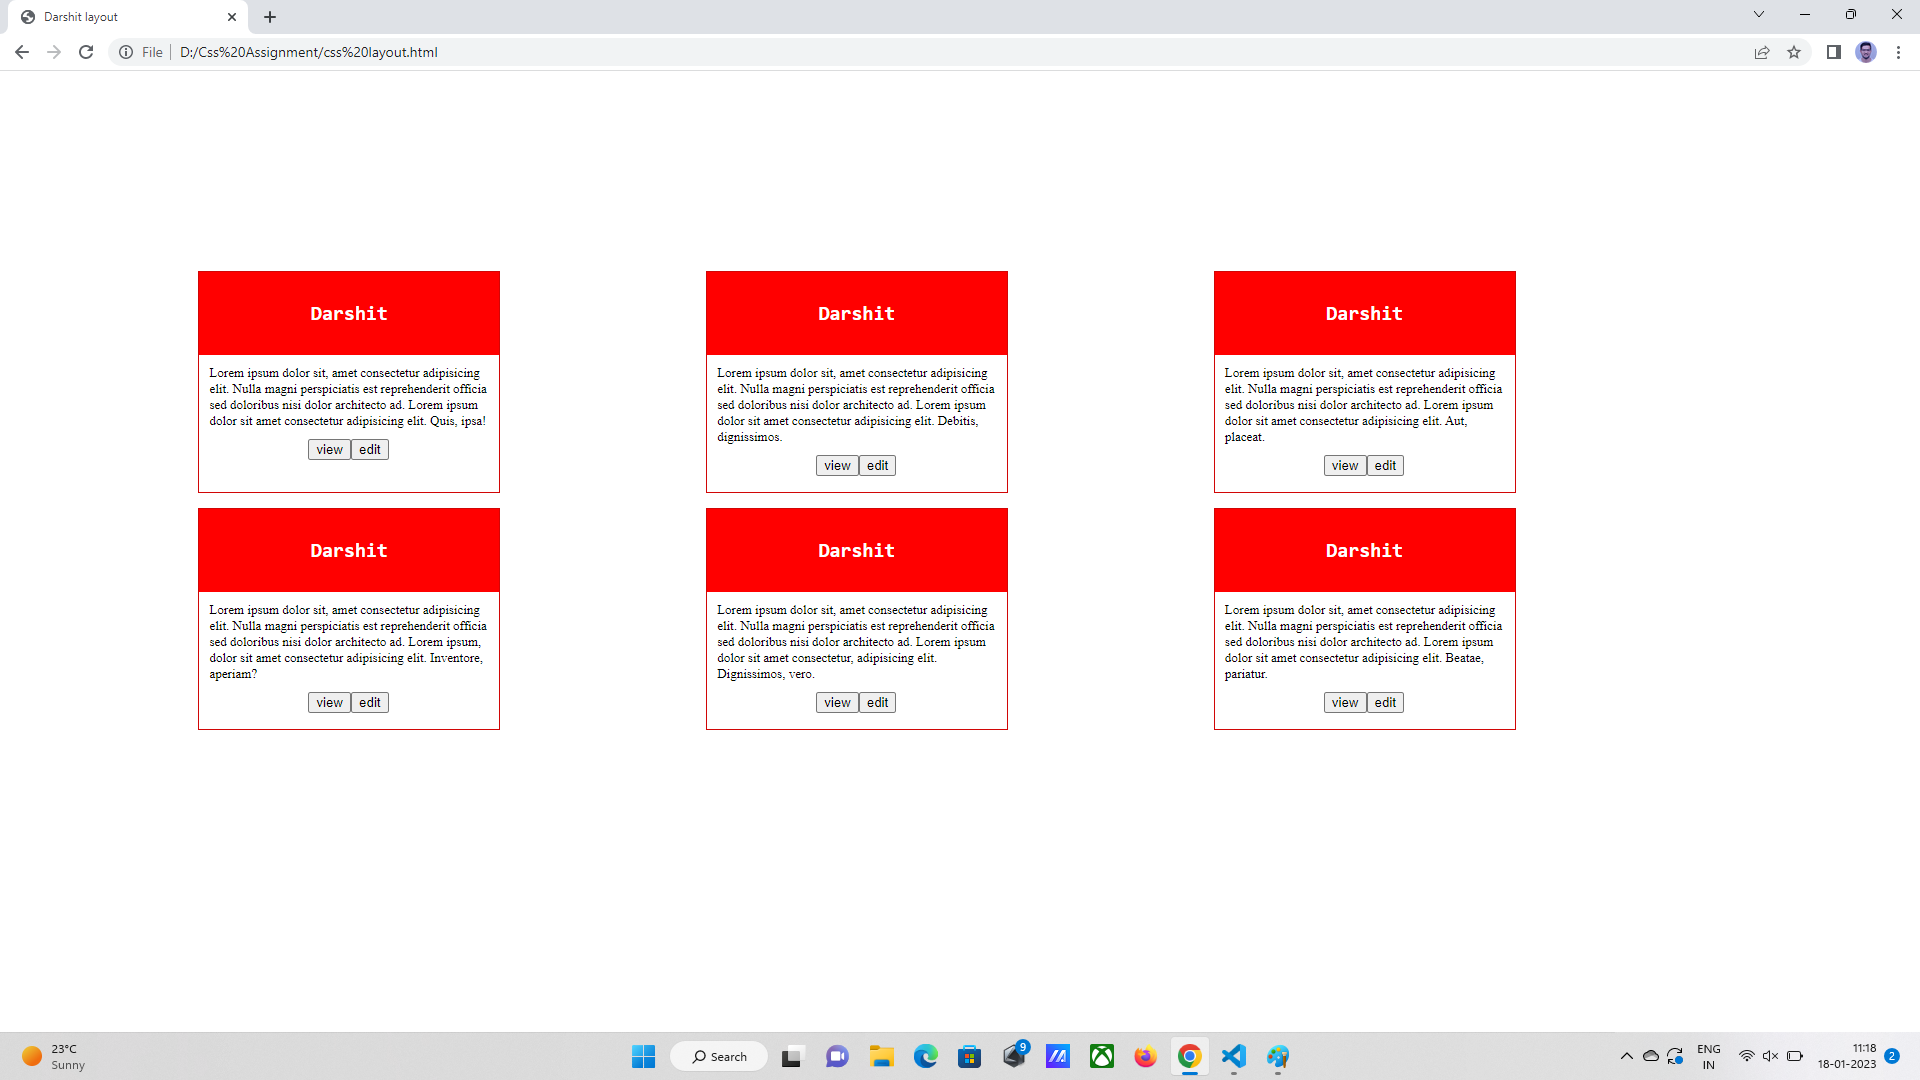 Darshit layout
File
D:/Css%20Assignment/css%20layout.html
Darshit
Lorem ipsum dolor sit, amet consectetur adipisicing
elit. Nulla magni perspiciatis est reprehenderit officia
sed doloribus nisi dolor architecto ad. Lorem ipsum
dolor sit amet consectetur adipisicing elit. Quis, ipsa!
view edit
Darshit
Lorem ipsum dolor sit, amet consectetur adipisicing
elit. Nulla magni perspiciatis est reprehenderit officia
sed doloribus nisi dolor architecto ad. Lorem ipsum
dolor sit amet consectetur adipisicing elit. Debitis,
dignissimos.
view edit
Darshit
Lorem ipsum dolor sit, amet consectetur adipisicing
elit. Nulla magni perspiciatis est reprehenderit officia
sed doloribus nisi dolor architecto ad. Lorem ipsum
dolor sit amet consectetur adipisicing elit. Aut,
placeat.
view edit
Darshit
Lorem ipsum dolor sit, amet consectetur adipisicing
elit. Nulla magni perspiciatis est reprehenderit officia
sed doloribus nisi dolor architecto ad. Lorem ipsum,
dolor sit amet consectetur adipisicing elit. Inventore,
aperiam?
view edit
Darshit
Lorem ipsum dolor sit, amet consectetur adipisicing
elit. Nulla magni perspiciatis est reprehenderit officia
sed doloribus nisi dolor architecto ad. Lorem ipsum
dolor sit amet consectetur, adipisicing elit.
Dignissimos, vero.
view edit
Darshit
Lorem ipsum dolor sit, amet consectetur adipisicing
elit. Nulla magni perspiciatis est reprehenderit officia
sed doloribus nisi dolor architecto ad. Lorem ipsum
dolor sit amet consectetur adipisicing elit. Beatae,
pariatur.
view edit
23°C
Sunny
Search
9
ENG
IN
11:18
18-01-2023
2